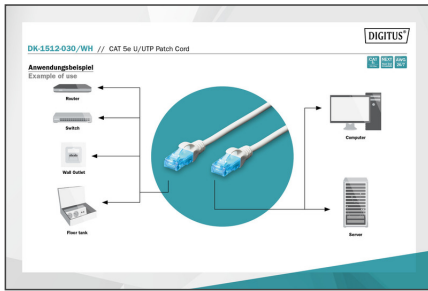 DIGITUS®
DK-1512-030/WH // CAT 5e U/UTP Patch Cord
Anwendungsbeispiel
Example of use
Router
Switch
Wall Outlet
Floor tank
Computer
Server